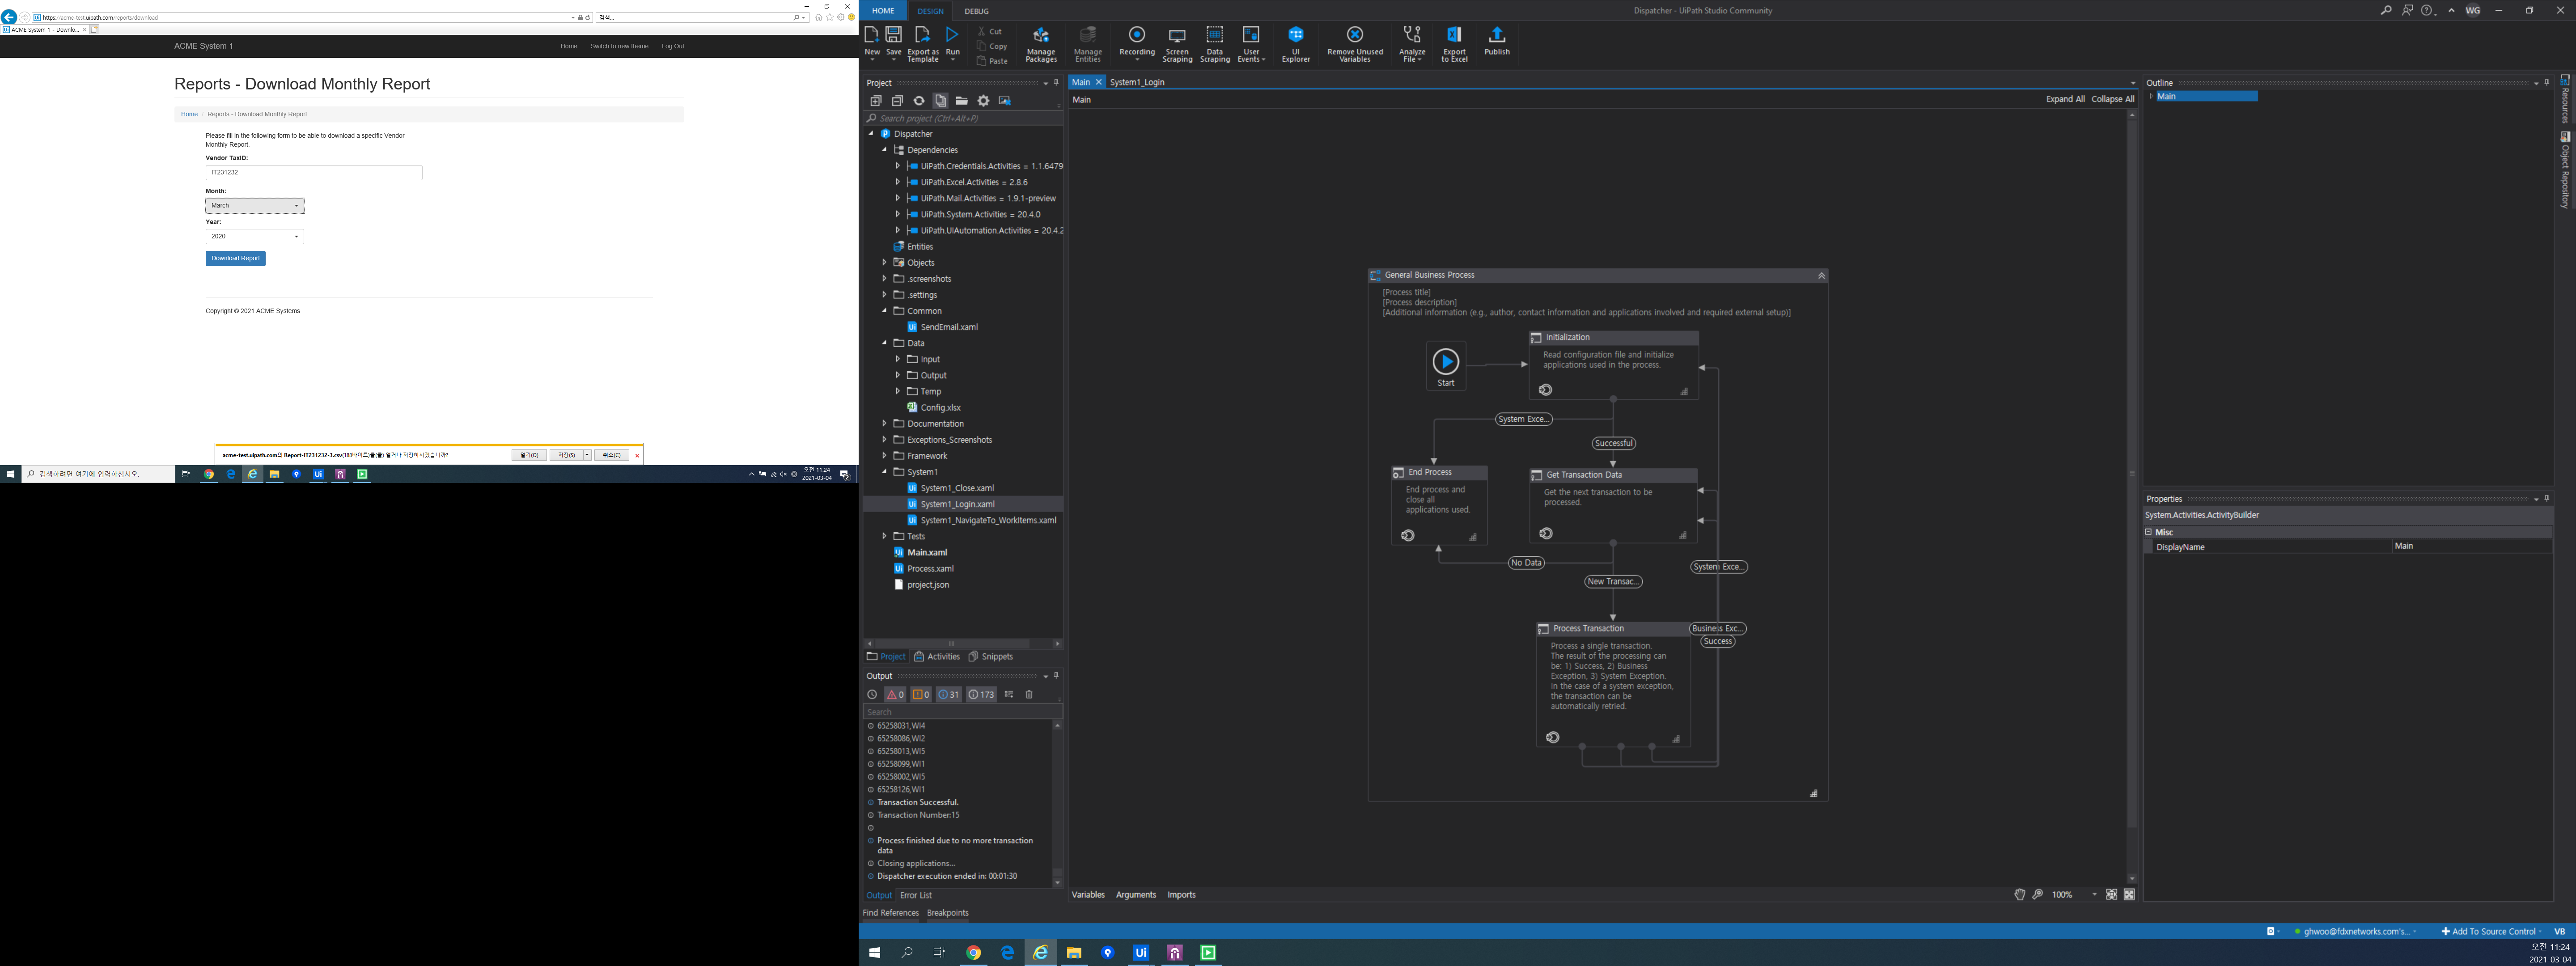 https://acme-test.uipath.com/reports/download
검색...
ACME System 1 - Downlo...
ACME System 1
Home
Switch to new theme
Log Out
Reports - Download Monthly Report
Home / Reports - Download Monthly Report
Please fill in the following form to be able to download a specific Vendor
Monthly Report.
Vendor TaxID:
IT231232
Month:
March
Year:
2020
Download Report
Copyright © 2021 ACME Systems
acme-test.uipath.com의 Report-IT231232-3.csv(188바이트)을(를) 열거나 저장하시겠습니까?
열기(O)
저장(S)
취소(C)
검색하려면 여기에 입력하십시오.
오전 11:24
2021-03-04
HOME
DESIGN
DEBUG
Dispatcher - UiPath Studio Community
WG
New
Save
Export as
Template
Run
Cut
Copy
Paste
Manage
Packages
Manage
Entities
Recording
Screen
Scraping
Data
Scraping
User
Events
UI
Explorer
Remove Unused
Variables
Analyze
File
Export
to Excel
Publish
Project
Search project (Ctrl+Alt+P)
Dispatcher
Dependencies
UiPath.Credentials.Activities = 1.1.6479
UiPath.Excel.Activities = 2.8.6
UiPath.Mail.Activities = 1.9.1-preview
UiPath.System.Activities = 20.4.0
UiPath.UIAutomation.Activities = 20.4.2
Entities
Objects
.screenshots
.settings
Common
SendEmail.xaml
Data
Input
Output
Temp
Config.xlsx
Documentation
Exceptions_Screenshots
Framework
System1
System1_Close.xaml
System1_Login.xaml
System1_NavigateTo_WorkItems.xaml
Tests
Main.xaml
Process.xaml
project.json
Project
Activities
Snippets
Output
0
0
31
173
Search
65258031,WI4
65258086,WI2
65258013,WI5
65258099,WI1
65258002,WI5
65258126,WI1
Transaction Successful.
Transaction Number:15
Process finished due to no more transaction
data
Closing applications...
Dispatcher execution ended in: 00:01:30
Output
Error List
Find References
Breakpoints
Main
System1_Login
Main
Expand All
Collapse All
General Business Process
[Process title]
[Process description]
[Additional information (e.g., author, contact information and applications involved and required external setup)]
Start
Initialization
Read configuration file and initialize
applications used in the process.
System Exce...
Successful
End Process
End process and
close all
applications used.
Get Transaction Data
Get the next transaction to be
processed.
No Data
New Transac...
System Exce...
Process Transaction
Process a single transaction.
The result of the processing can
be: 1) Success, 2) Business
Exception, 3) System Exception.
In the case of a system exception,
the transaction can be
automatically retried.
Business Exc...
Success
Variables
Arguments
Imports
100%
Outline
Main
Resources
Object Repository
Properties
System.Activities.ActivityBuilder
Misc
DisplayName
Main
ghwoo@fdxnetworks.com's...
Add To Source Control
VB
오전 11:24
2021-03-04